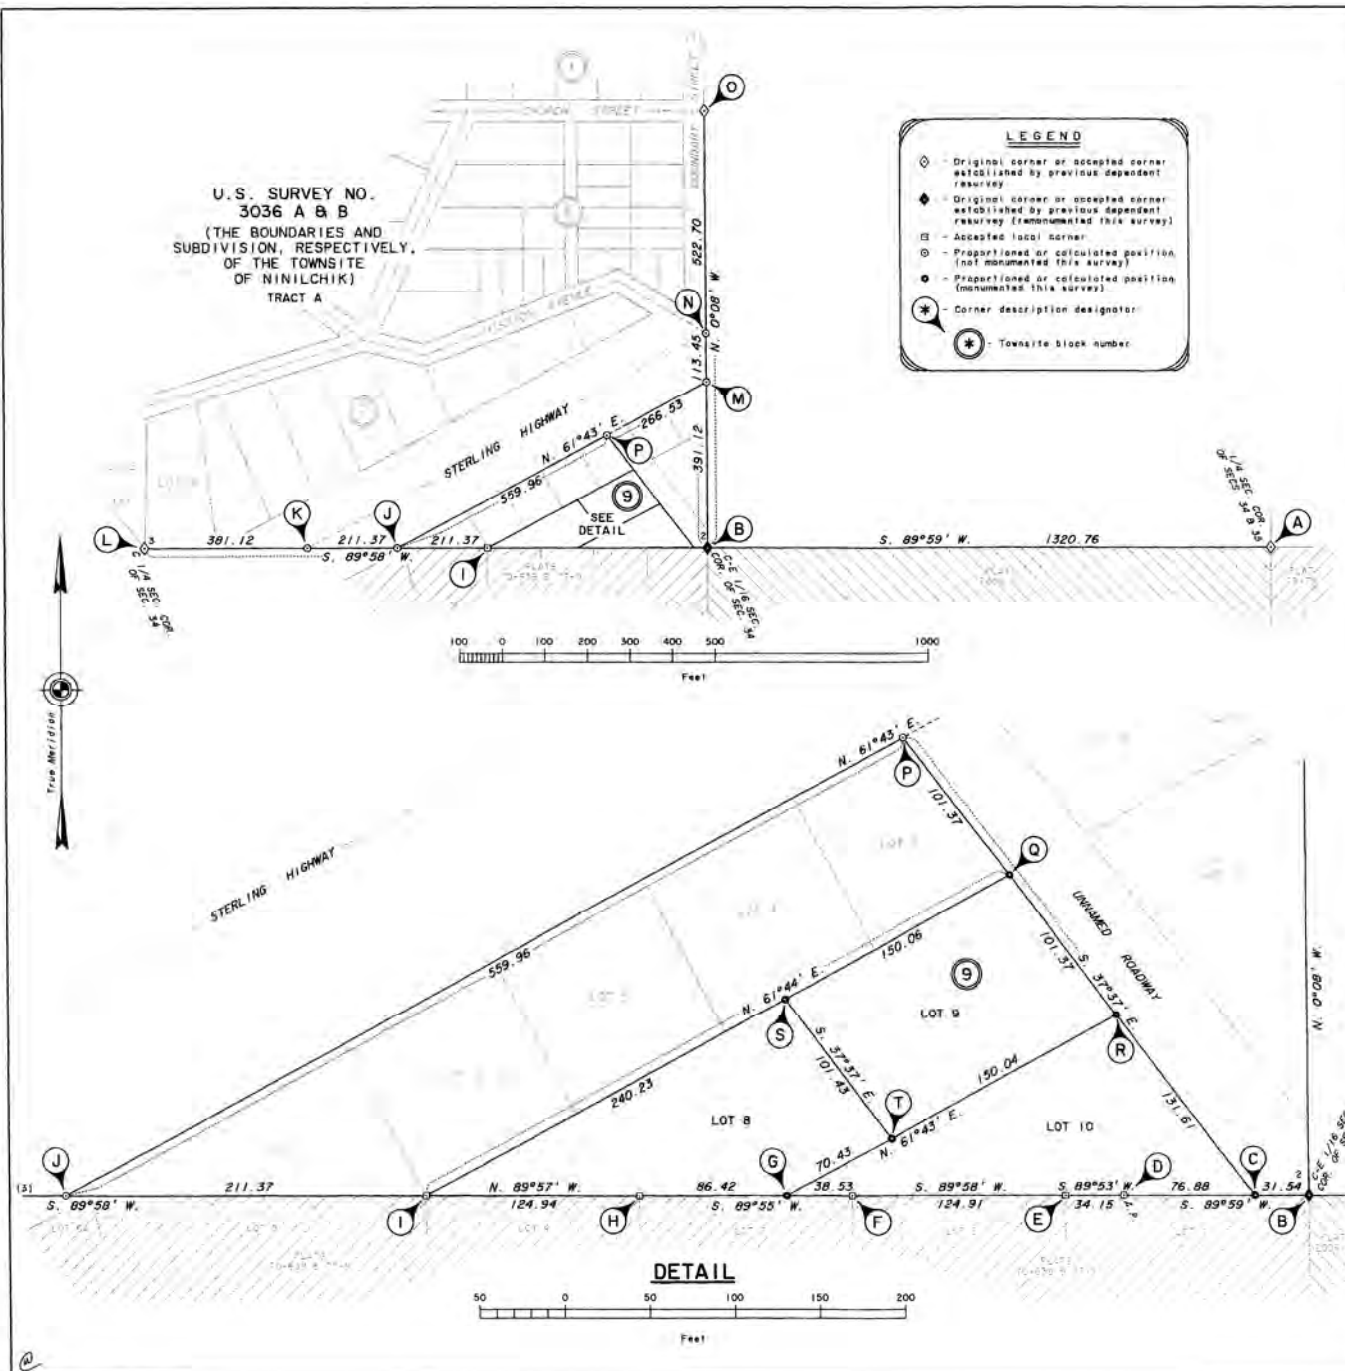 O
CHURCH STREET
BOUNDARY STREET
U.S. SURVEY NO.
3036 A & B
(THE BOUNDARIES AND
SUBDIVISION, RESPECTIVELY,
OF THE TOWNSITE
OF NINILCHIK)
TRACT A
LEGEND
- Original corner or accepted corner
established by previous dependent
resurvey
- Original corner or accepted corner
established by previous dependent
resurvey (remonumented this survey)
- Accepted local corner
- Proportioned or calculated position
(not monumented this survey)
- Proportioned or calculated position
(monumented this survey)
* - Corner description designator
* - Townsite block number
522.70
N. 0°08' W.
N
113.45
M
391.12
MISSION AVENUE
STERLING HIGHWAY
N. 61°43' E.
266.53
559.96
P
9
SEE
DETAIL
L
3
381.12
K
211.37
J
211.37
S. 89°58' W.
I
2
B
S. 89°59' W.
1320.76
A
1/4 SEC. COR.
OF SECS. 34 & 35
C 1/4 SEC. COR.
OF SEC. 34
C-E 1/16 SEC.
COR. OF SEC. 34
PLATS
100 0 100 200 300 400 500 1000
Feet
True Meridian
N. 61°43' E.
P
101.37
Q
STERLING HIGHWAY
559.96
UNNAMED ROADWAY
150.06
101.37
S. 37°37' E.
9
N. 61°44' E.
LOT 9
S
R
S. 37°37' E.
101.43
150.04
240.23
T
N. 61°43' E.
LOT 8
LOT 10
131.61
N. 0°08' W.
70.43
J
G
D
C
C-E 1/16 SEC.
2
(3)
211.37
N. 89°57' W.
86.42
38.53
S. 89°58' W.
S. 89°53' W.
76.88
31.54
S. 89°58' W.
I
124.94
H
S. 89°55' W.
F
124.91
E
34.15
A.P.
S. 89°59' W.
B
DETAIL
50 0 50 100 150 200
Feet